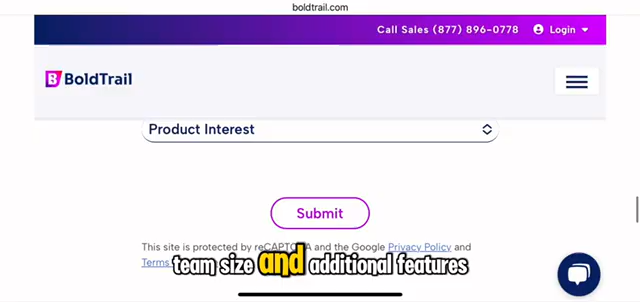 boldtrail.com
Call Sales (877) 896-0778 Login
BoldTrail
Product Interest
Submit
This site is protected by reCAPTCHA and the Google Privacy Policy and
Terms
team size and additional features